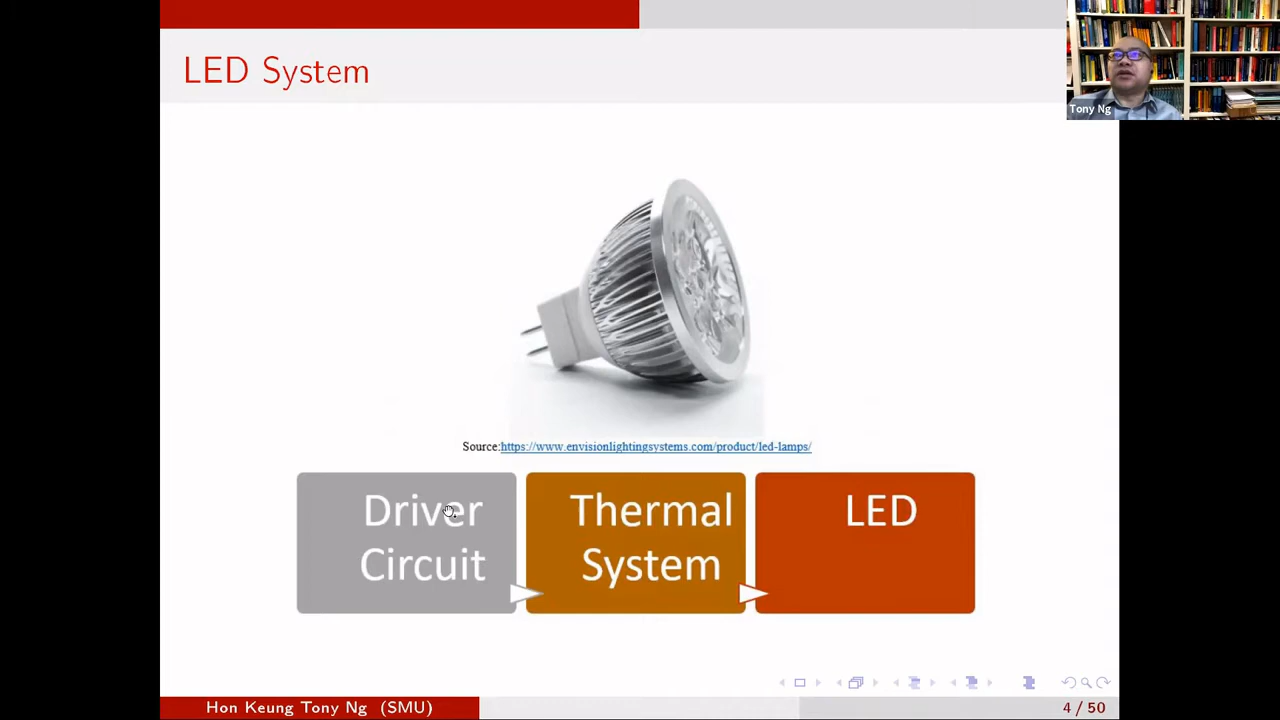 LED System
Tony Ng
Source:https://www.envisionlightingsystems.com/product/led-lamps/
Driver
Circuit
Thermal
System
LED
Hon Keung Tony Ng (SMU)
4 / 50